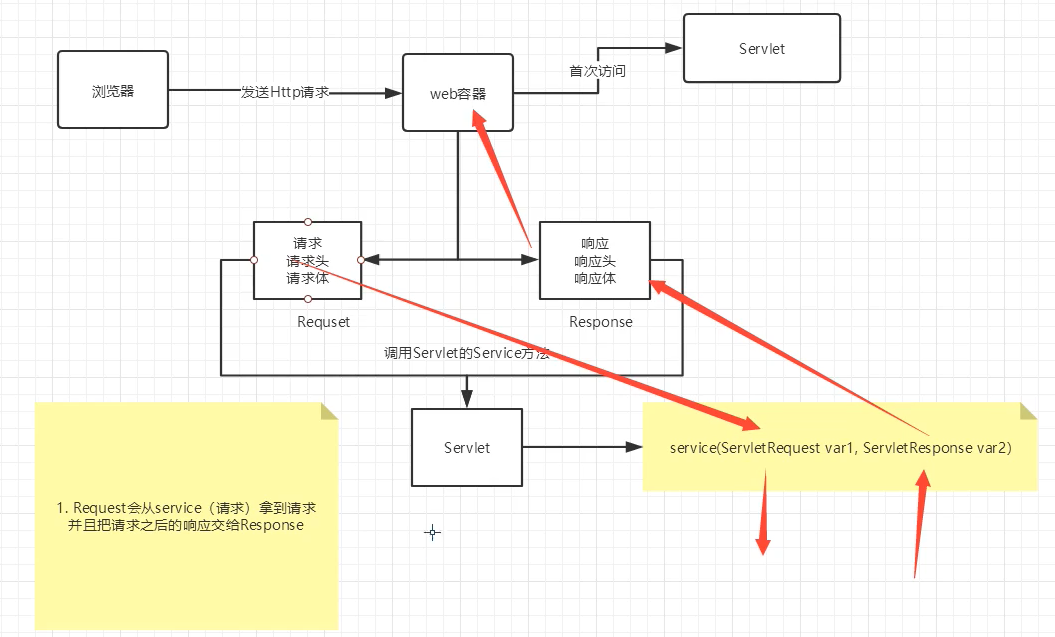 浏览器
发送Http请求
web容器
首次访问
Servlet
请求
请求头
请求体
响应
响应头
响应体
Requset
Response
调用Servlet的Service方法
Servlet
service(ServletRequest var1, ServletResponse var2)
1. Request会从service（请求）拿到请求
并且把请求之后的响应交给Response